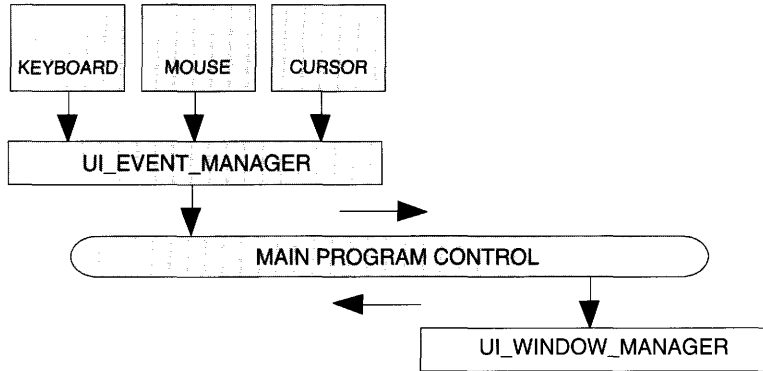 KEYBOARD MOUSE CURSOR
UI_EVENT_MANAGER
MAIN PROGRAM CONTROL
UI_WINDOW_MANAGER